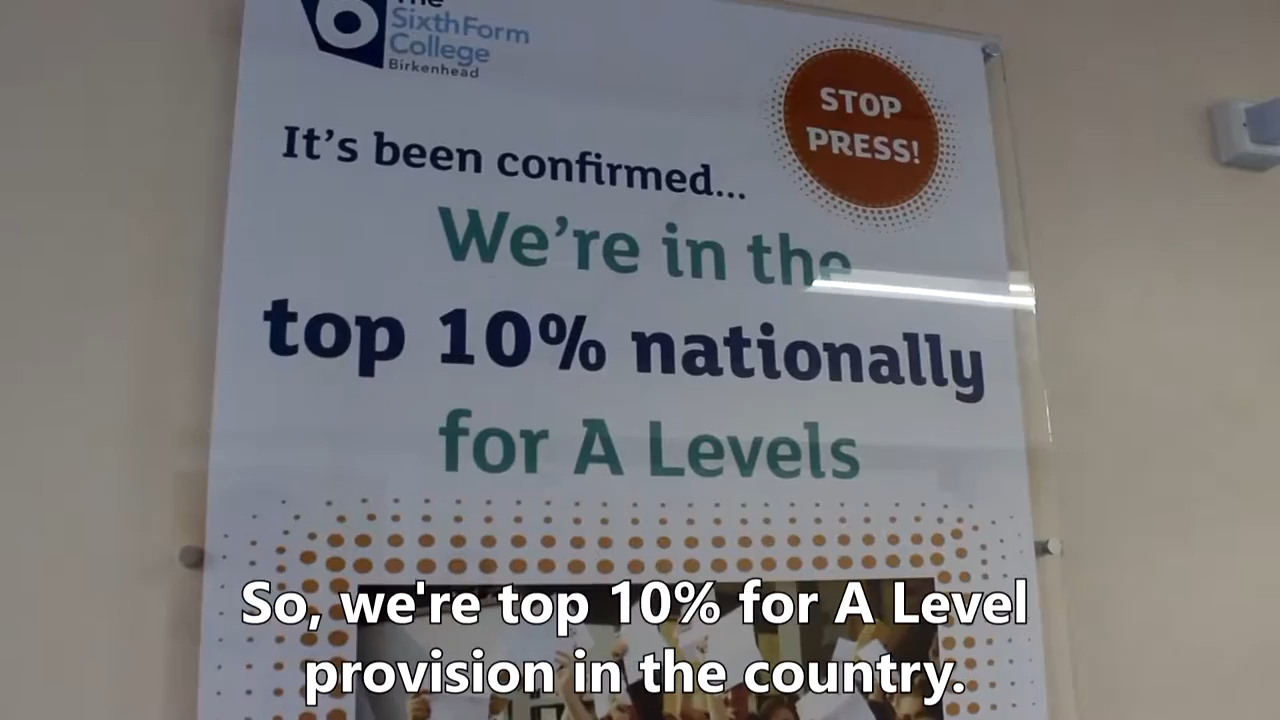 The
SixthForm
College
Birkenhead
STOP
PRESS!
It's been confirmed...
We're in the
top 10% nationally
for A Levels
So, we're top 10% for A Level
provision in the country.